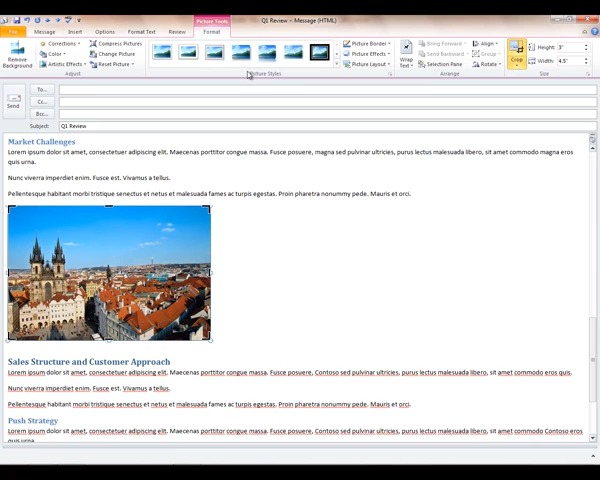 Picture Tools
Q1 Review – Message (HTML)
File
Message
Insert
Options
Format Text
Review
Format
Remove
Background
Corrections
Color
Artistic Effects
Compress Pictures
Change Picture
Reset Picture
Adjust
Picture Styles
Picture Border
Picture Effects
Picture Layout
Wrap
Text
Bring Forward
Send Backward
Selection Pane
Align
Group
Rotate
Arrange
Crop
Height: 3"
Width: 4.5"
Size
Send
To...
Cc...
Bcc...
Subject: Q1 Review
Market Challenges
Lorem ipsum dolor sit amet, consectetuer adipiscing elit. Maecenas porttitor congue massa. Fusce posuere, magna sed pulvinar ultricies, purus lectus malesuada libero, sit amet commodo magna eros
quis urna.
Nunc viverra imperdiet enim. Fusce est. Vivamus a tellus.
Pellentesque habitant morbi tristique senectus et netus et malesuada fames ac turpis egestas. Proin pharetra nonummy pede. Mauris et orci.
Sales Structure and Customer Approach
Lorem ipsum dolor sit amet, consectetuer adipiscing elit. Maecenas porttitor congue massa. Fusce posuere, Contoso sed pulvinar ultricies, purus lectus malesuada libero, sit amet commodo eros quis.
Nunc viverra imperdiet enim. Fusce est. Vivamus a tellus.
Pellentesque habitant morbi tristique senectus et netus et malesuada fames ac turpis egestas. Proin pharetra nonummy pede. Mauris et orci.
Push Strategy
Lorem ipsum dolor sit amet, consectetuer adipiscing elit. Maecenas porttitor congue massa. Fusce posuere, Contoso sed pulvinar ultricies, purus lectus malesuada libero, sit amet commodo Contoso eros
quis urna.